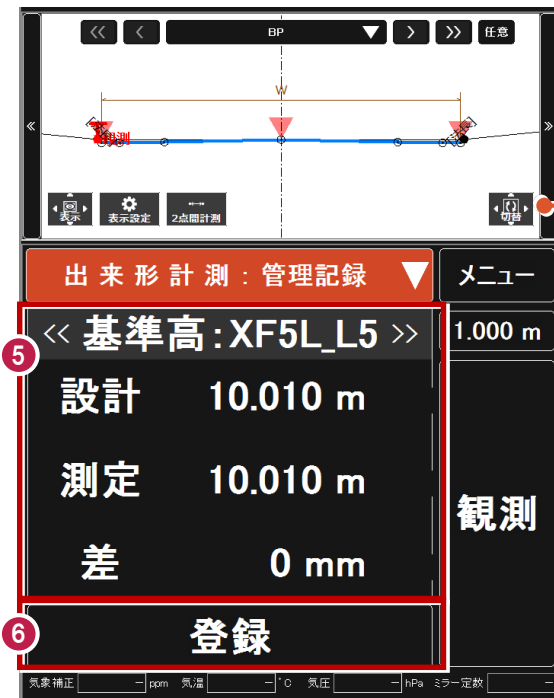 << < BP ▼ > >> 任意
W
観測
« »
表示 表示設定 2点間計測 切替
出来形計測:管理記録 ▼ メニュー
<< 基準高:XF5L_L5 >> 1.000 m
5
設計 10.010 m
測定 10.010 m
観測
差 0 mm
6 登録
気象補正 - ppm 気温 - °C 気圧 - hPa ミラー定数 -